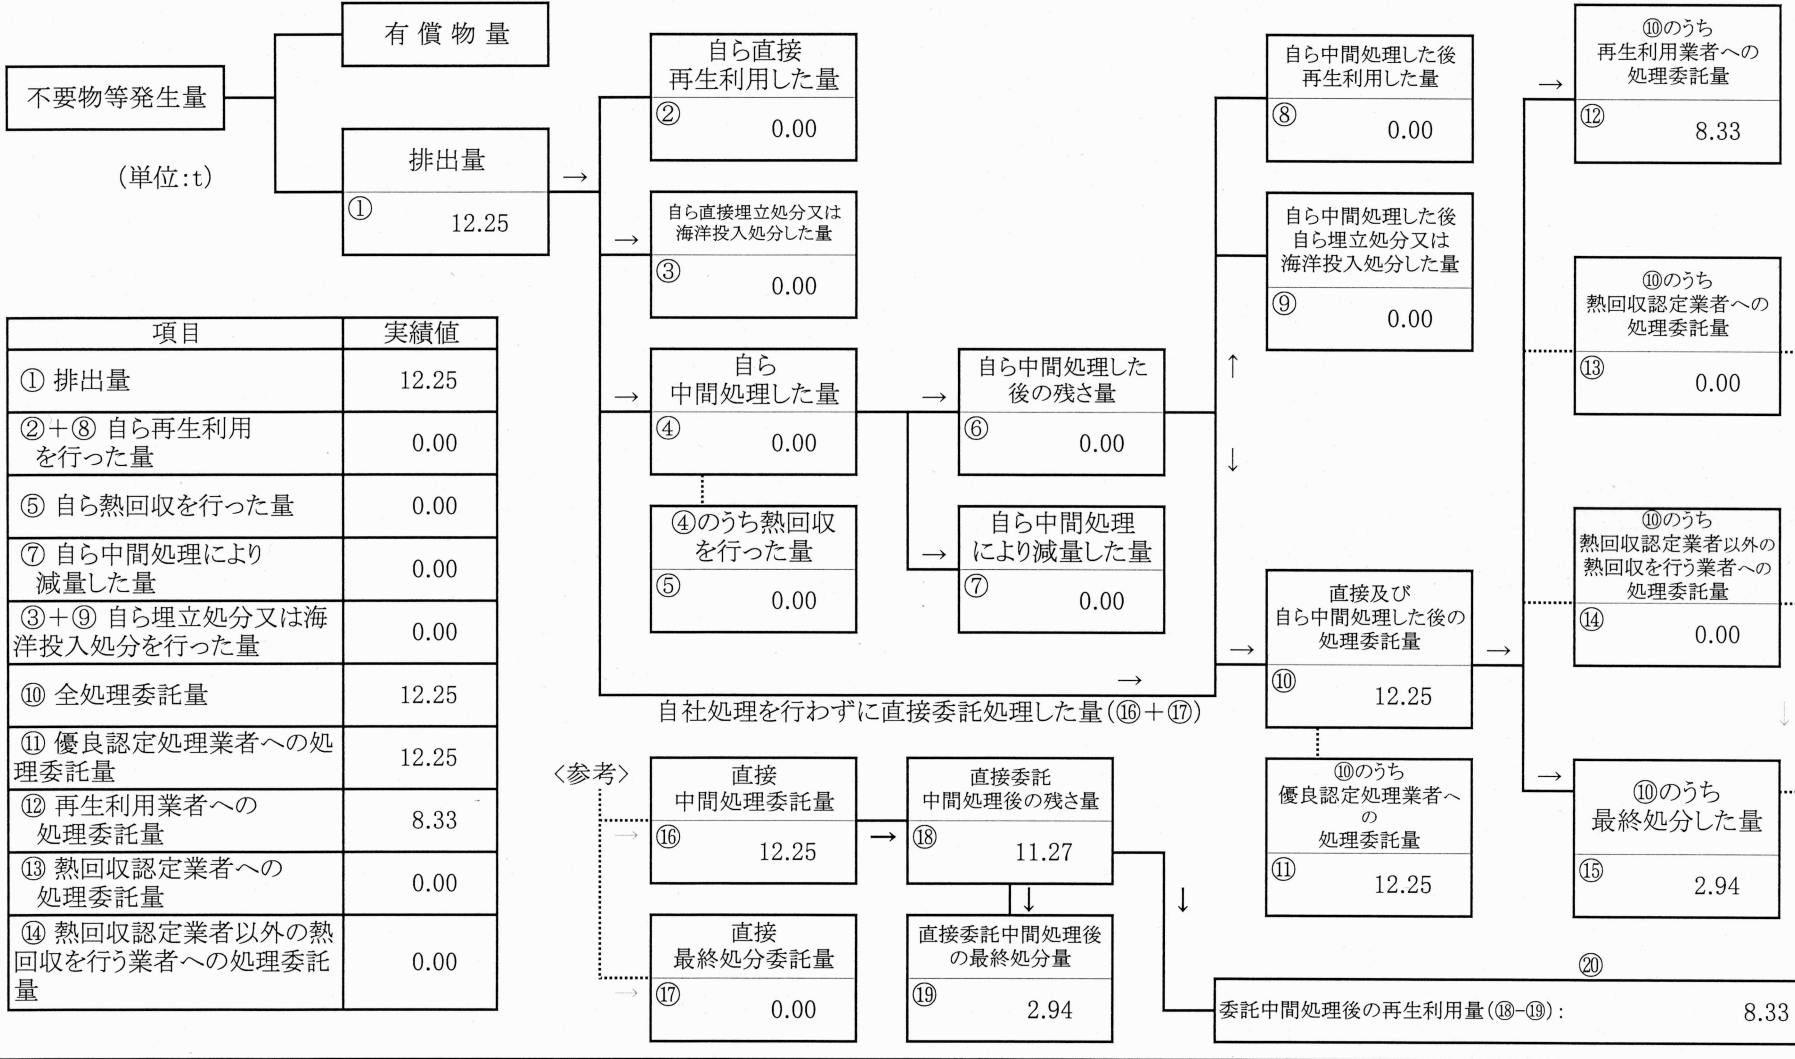 不要物等発生量
(単位:t)
有償物量
排出量
①
12.25
→
自ら直接
再生利用した量
②
0.00
→
自ら直接埋立処分又は
海洋投入処分した量
③
0.00
→
自ら
中間処理した量
④
0.00
④のうち熱回収
を行った量
⑤
0.00
→
自ら中間処理した
後の残さ量
⑥
0.00
→
自ら中間処理
により減量した量
⑦
0.00
自ら中間処理した後
再生利用した量
⑧
0.00
自ら中間処理した後
自ら埋立処分又は
海洋投入処分した量
⑨
0.00
↑
↓
→
自社処理を行わずに直接委託処理した量(⑯+⑰)
→
直接及び
自ら中間処理した後の
処理委託量
⑩
12.25
⑩のうち
優良認定処理業者へ
の
処理委託量
⑪
12.25
→
→
⑩のうち
再生利用業者への
処理委託量
⑫
8.33
⑩のうち
熱回収認定業者への
処理委託量
⑬
0.00
⑩のうち
熱回収認定業者以外の
熱回収を行う業者への
処理委託量
⑭
0.00
↓
→
⑩のうち
最終処分した量
⑮
2.94
項目 実績値
① 排出量 12.25
②+⑧ 自ら再生利用
を行った量 0.00
⑤ 自ら熱回収を行った量 0.00
⑦ 自ら中間処理により
減量した量 0.00
③+⑨ 自ら埋立処分又は海
洋投入処分を行った量 0.00
⑩ 全処理委託量 12.25
⑪ 優良認定処理業者への処
理委託量 12.25
⑫ 再生利用業者への
処理委託量 8.33
⑬ 熱回収認定業者への
処理委託量 0.00
⑭ 熱回収認定業者以外の熱
回収を行う業者への処理委託
量 0.00
〈参考〉
→
直接
中間処理委託量
⑯
12.25
→
直接委託
中間処理後の残さ量
⑱
11.27
↓
↓
→
直接
最終処分委託量
⑰
0.00
直接委託中間処理後
の最終処分量
⑲
2.94
⑳
委託中間処理後の再生利用量(⑱-⑲): 8.33